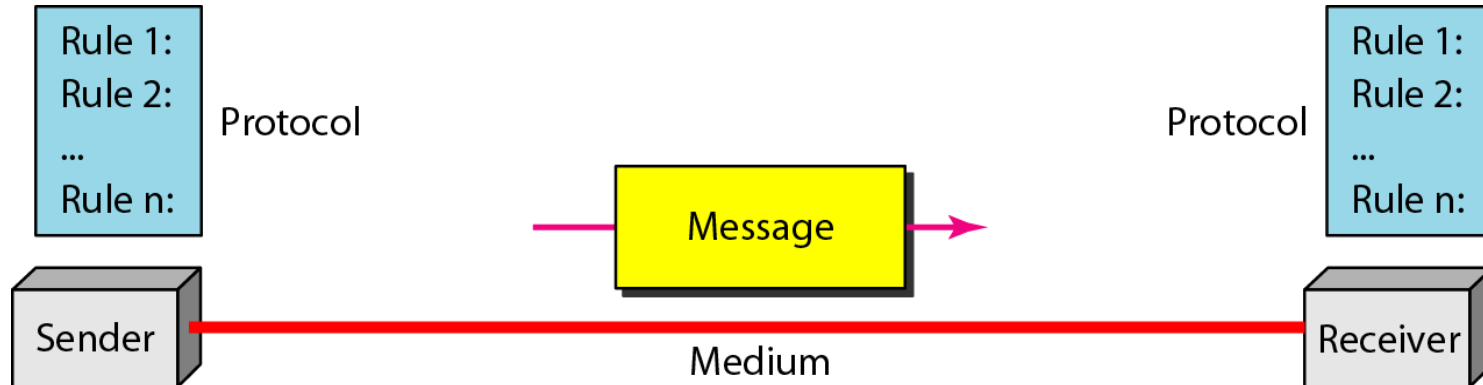 Rule 1:
Rule 2:
...
Rule n:
Protocol
Message
Protocol
Rule 1:
Rule 2:
...
Rule n:
Sender
Medium
Receiver